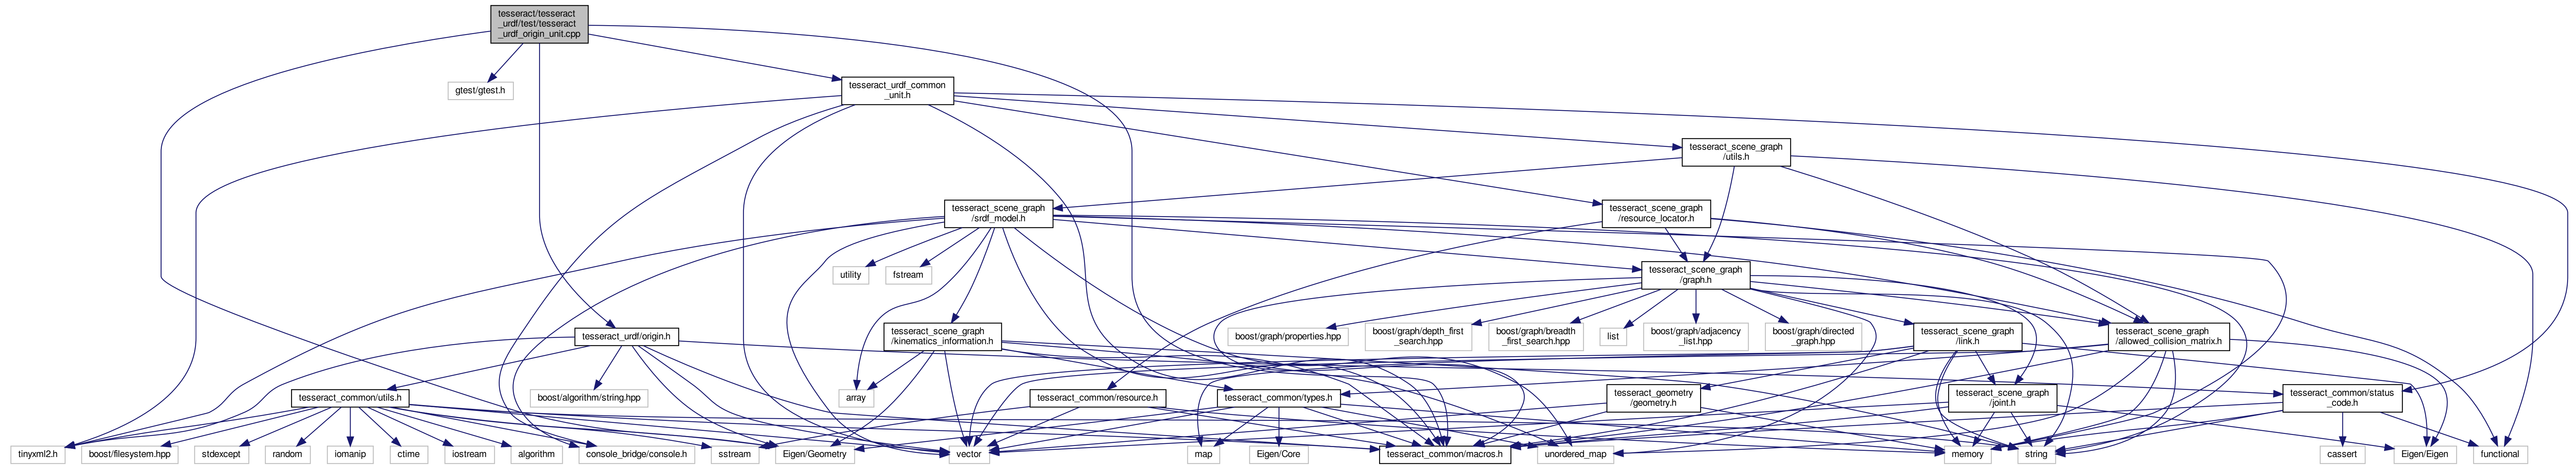 tesseract/tesseract
_urdf/test/tesseract
_urdf_origin_unit.cpp
gtest/gtest.h
tesseract_urdf_common
_unit.h
tesseract_scene_graph
/utils.h
tesseract_scene_graph
/srdf_model.h
tesseract_scene_graph
/resource_locator.h
utility
fstream
tesseract_scene_graph
/graph.h
tesseract_urdf/origin.h
tesseract_scene_graph
/kinematics_information.h
boost/graph/properties.hpp
boost/graph/depth_first
_search.hpp
boost/graph/breadth
_first_search.hpp
list
boost/graph/adjacency
_list.hpp
boost/graph/directed
_graph.hpp
tesseract_scene_graph
/link.h
tesseract_scene_graph
/allowed_collision_matrix.h
tesseract_common/utils.h
boost/algorithm/string.hpp
array
tesseract_common/resource.h
tesseract_common/types.h
tesseract_geometry
/geometry.h
tesseract_scene_graph
/joint.h
tesseract_common/status
_code.h
tinyxml2.h
boost/filesystem.hpp
stdexcept
random
iomanip
ctime
iostream
algorithm
console_bridge/console.h
sstream
Eigen/Geometry
vector
map
Eigen/Core
tesseract_common/macros.h
unordered_map
memory
string
cassert
Eigen/Eigen
functional